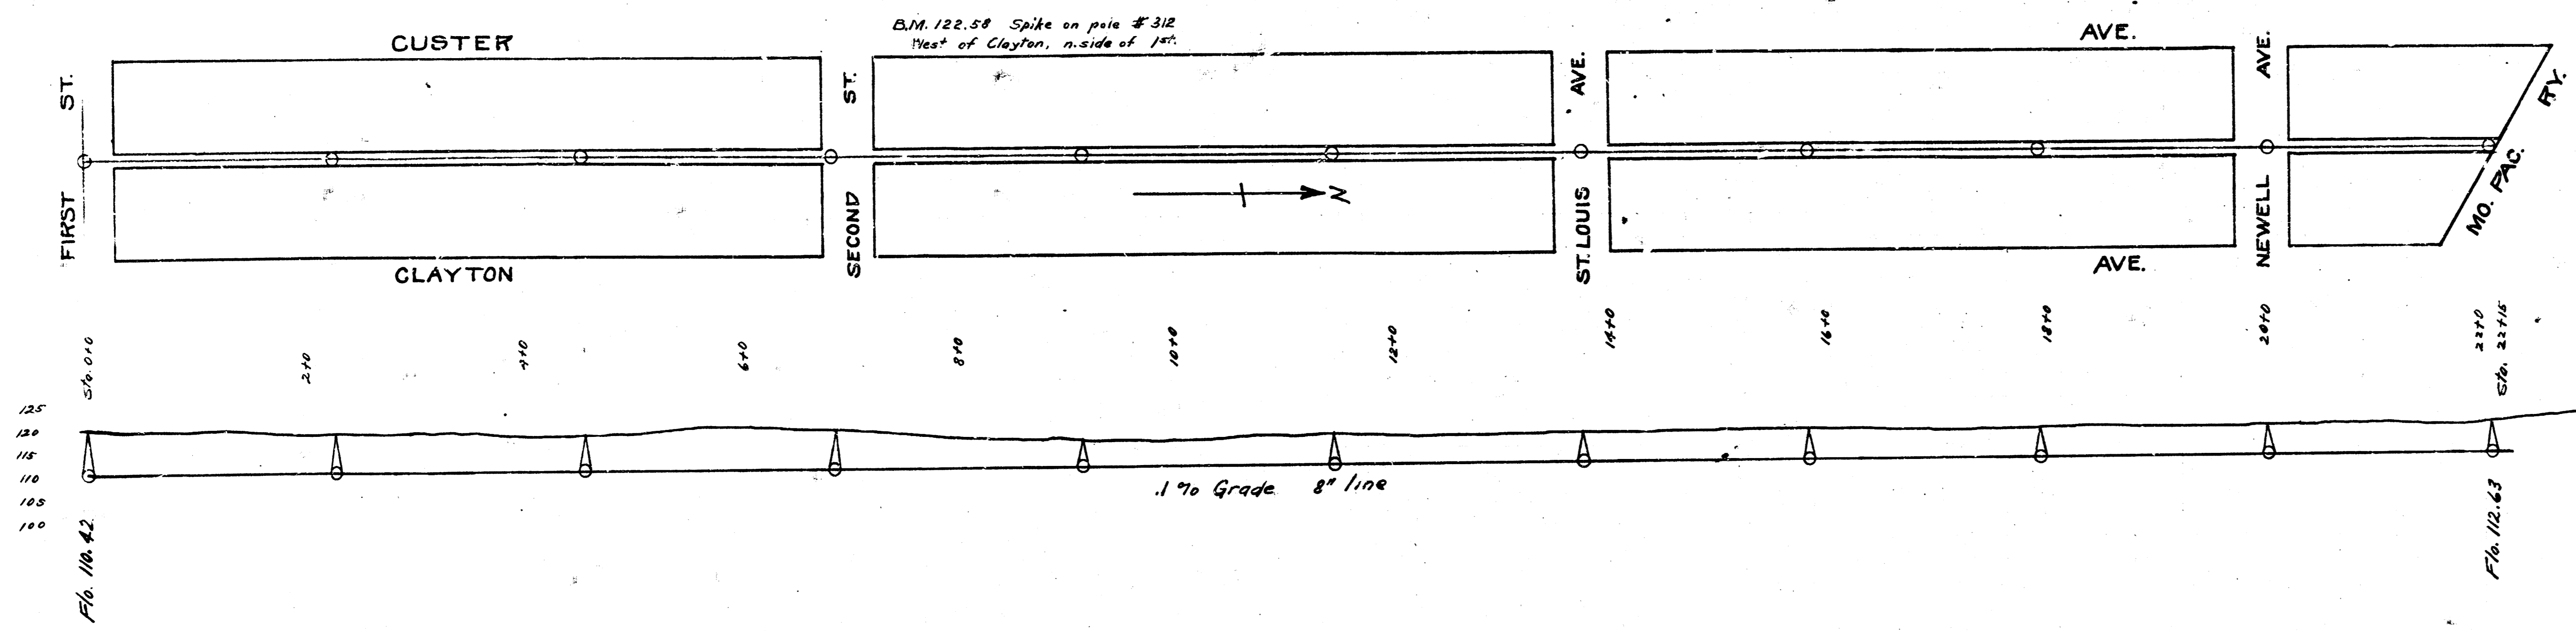 B.M. 122.58 Spike on pole # 312
West of Clayton, n.side of 1st.
CUSTER AVE.
FIRST ST.
SECOND ST.
ST. LOUIS AVE.
NEWELL AVE.
MO. PAC. RY.
N
CLAYTON AVE.
Sta. 0+0
2+0
4+0
6+0
8+0
10+0
12+0
14+0
16+0
18+0
20+0
22+0
Sta. 22+15
125
120
115
110
105
100
.1 % Grade 8" line
Flo. 110.42
Flo. 112.63